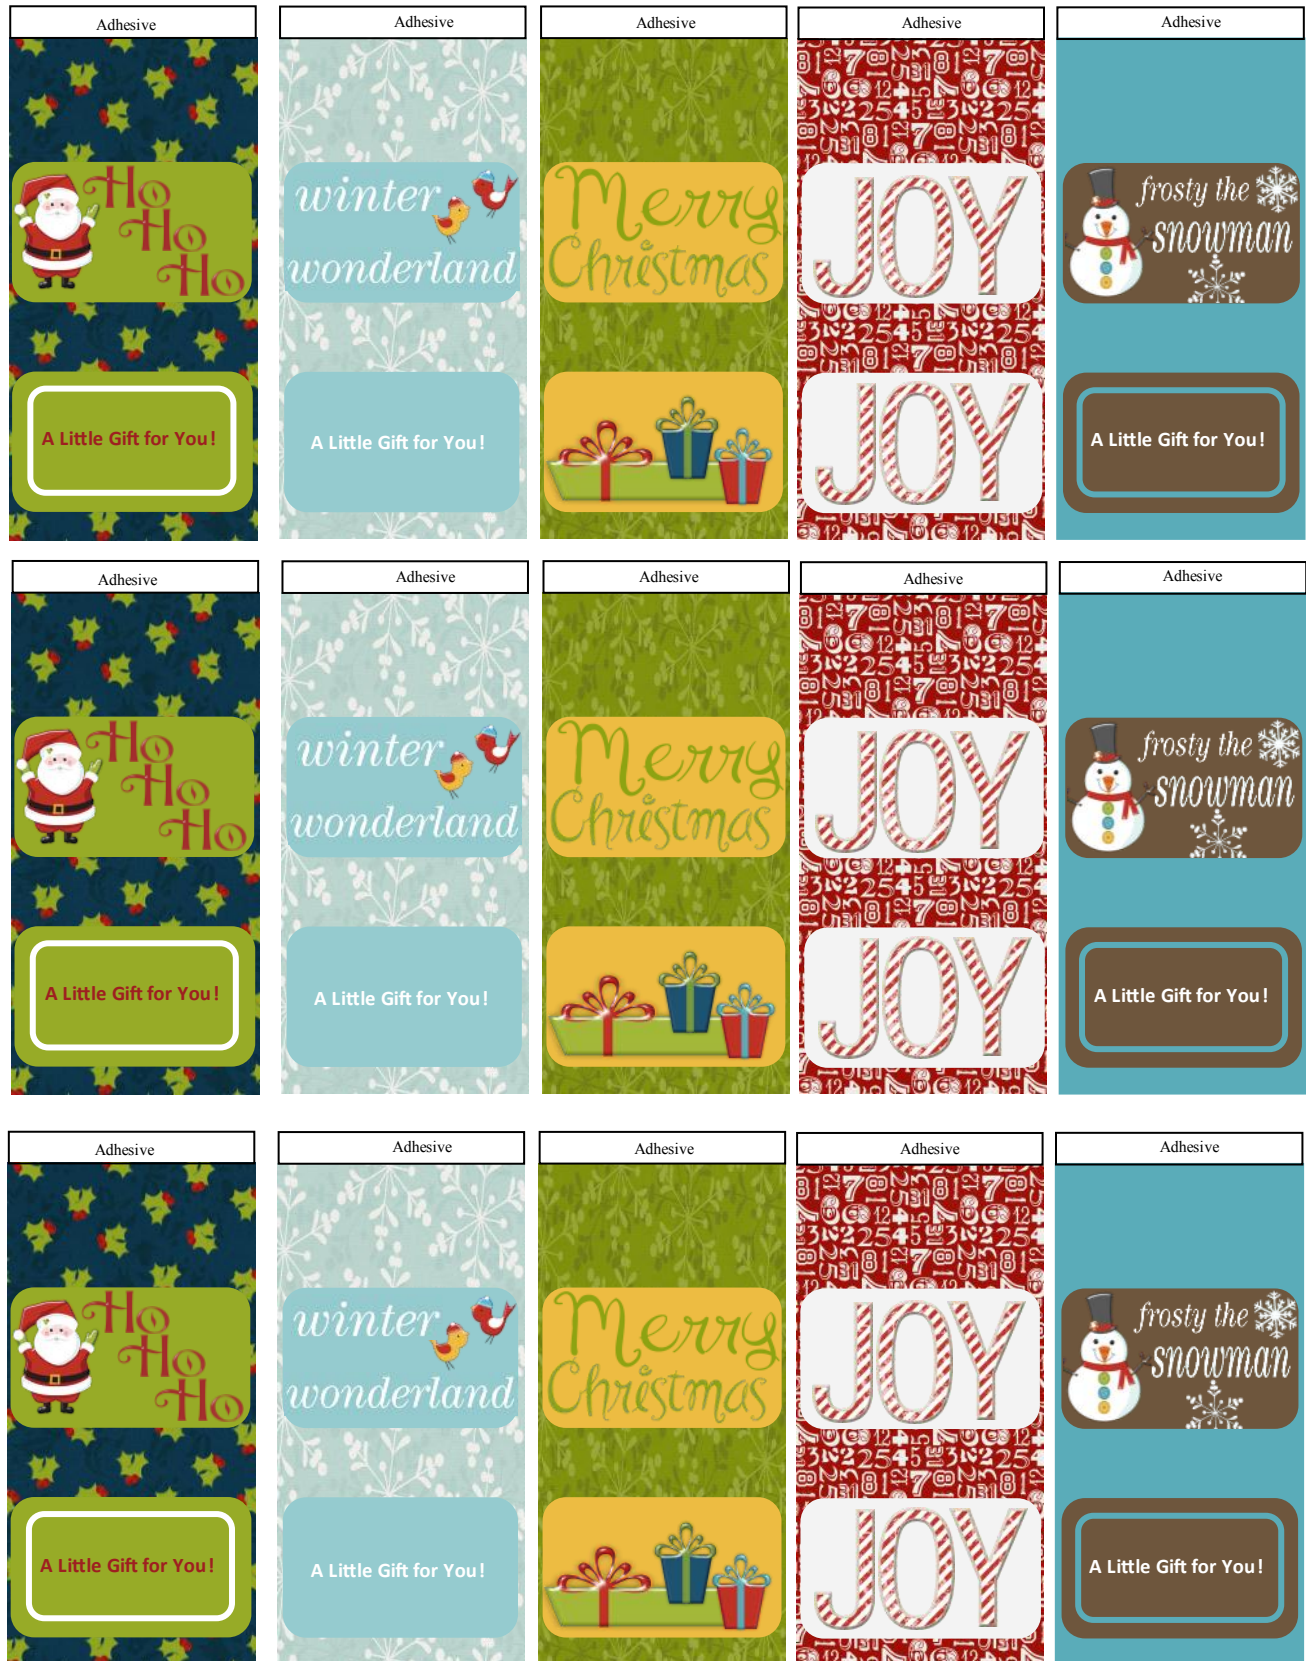 Adhesive
Adhesive
Adhesive
Adhesive
Adhesive
Ho
Ho
Ho
winter
wonderland
Merry
Christmas
JOY
frosty the
snowman
A Little Gift for You!
A Little Gift for You!
JOY
A Little Gift for You!
Adhesive
Adhesive
Adhesive
Adhesive
Adhesive
Ho
Ho
Ho
winter
wonderland
Merry
Christmas
JOY
frosty the
snowman
A Little Gift for You!
A Little Gift for You!
JOY
A Little Gift for You!
Adhesive
Adhesive
Adhesive
Adhesive
Adhesive
Ho
Ho
Ho
winter
wonderland
Merry
Christmas
JOY
frosty the
snowman
A Little Gift for You!
A Little Gift for You!
JOY
A Little Gift for You!